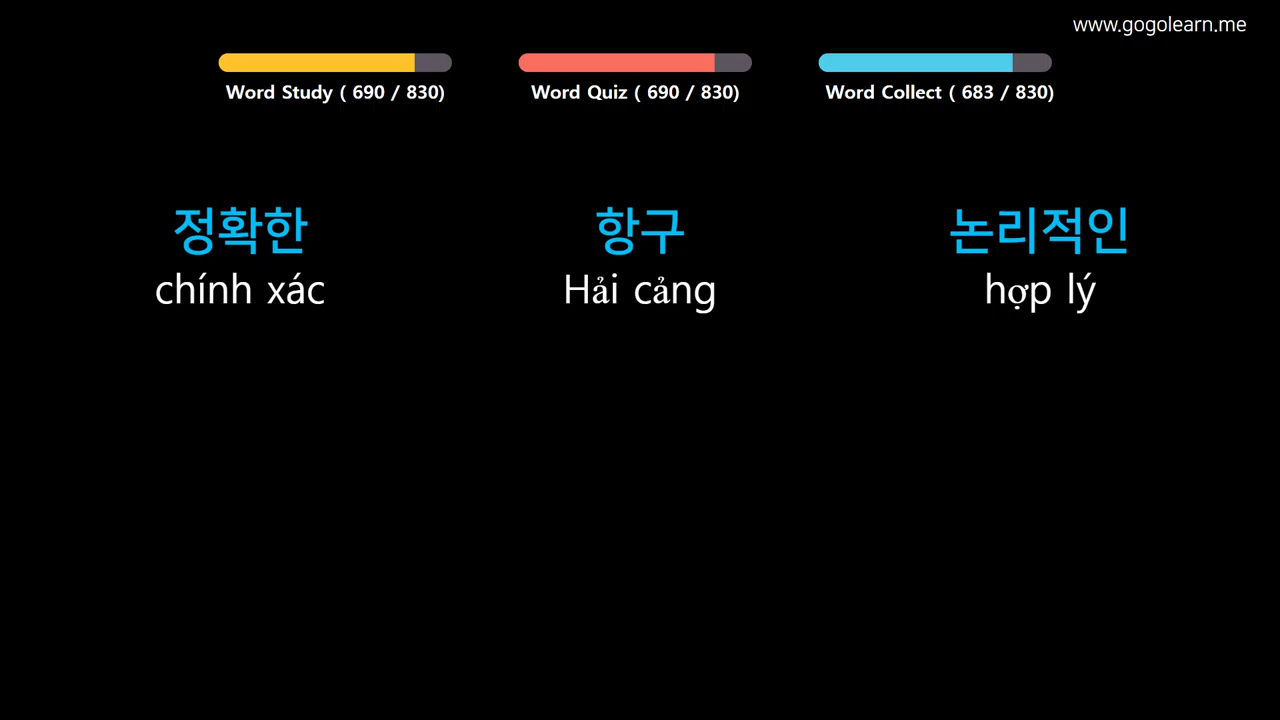 www.gogolearn.me
Word Study ( 690 / 830)
Word Quiz ( 690 / 830)
Word Collect ( 683 / 830)
정확한
chính xác
항구
Hải cảng
논리적인
hợp lý